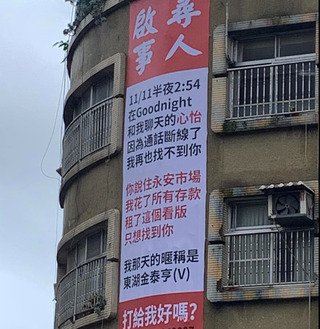 尋人
啟事
11/11半夜2:54
在Goodnight
和我聊天的心怡
因為通話斷線了
我再也找不到你
你說住永安市場
我花了所有存款
租了這個看版
只想找到你
我那天的暱稱是
東湖金泰亨(V)
打給我好嗎?